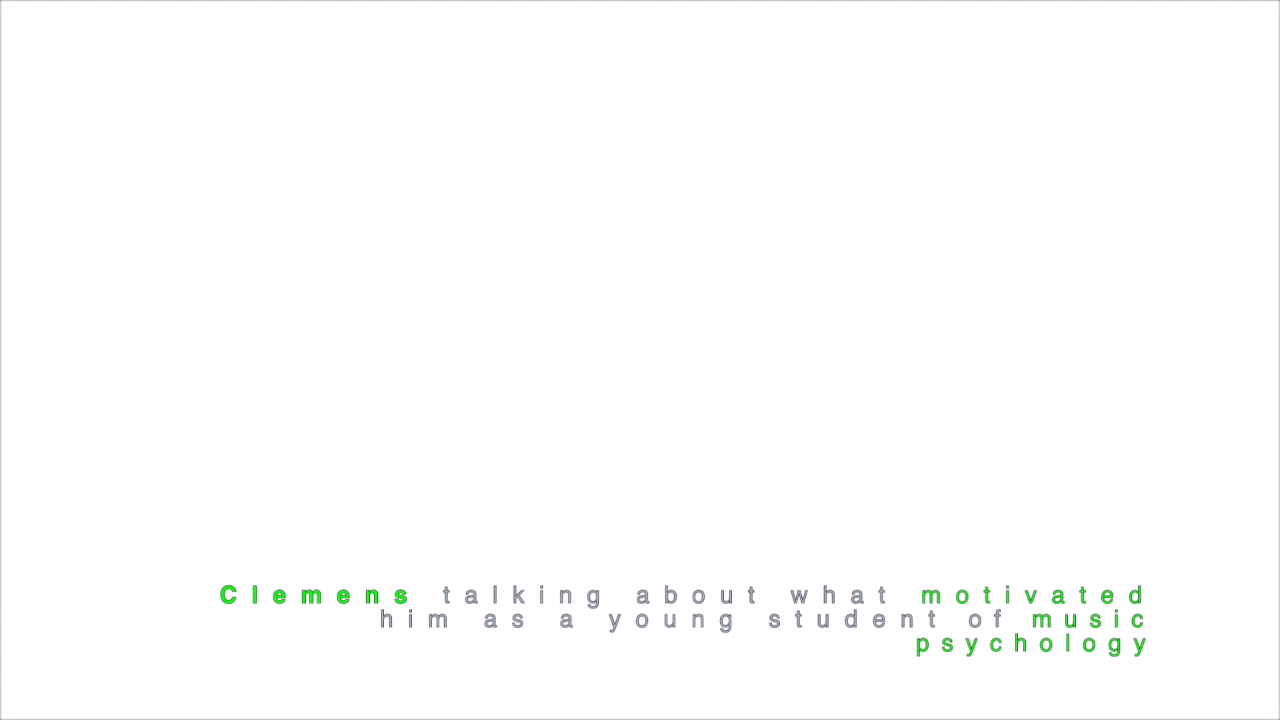 Clemens talking about what motivated
him as a young student of music
psychology